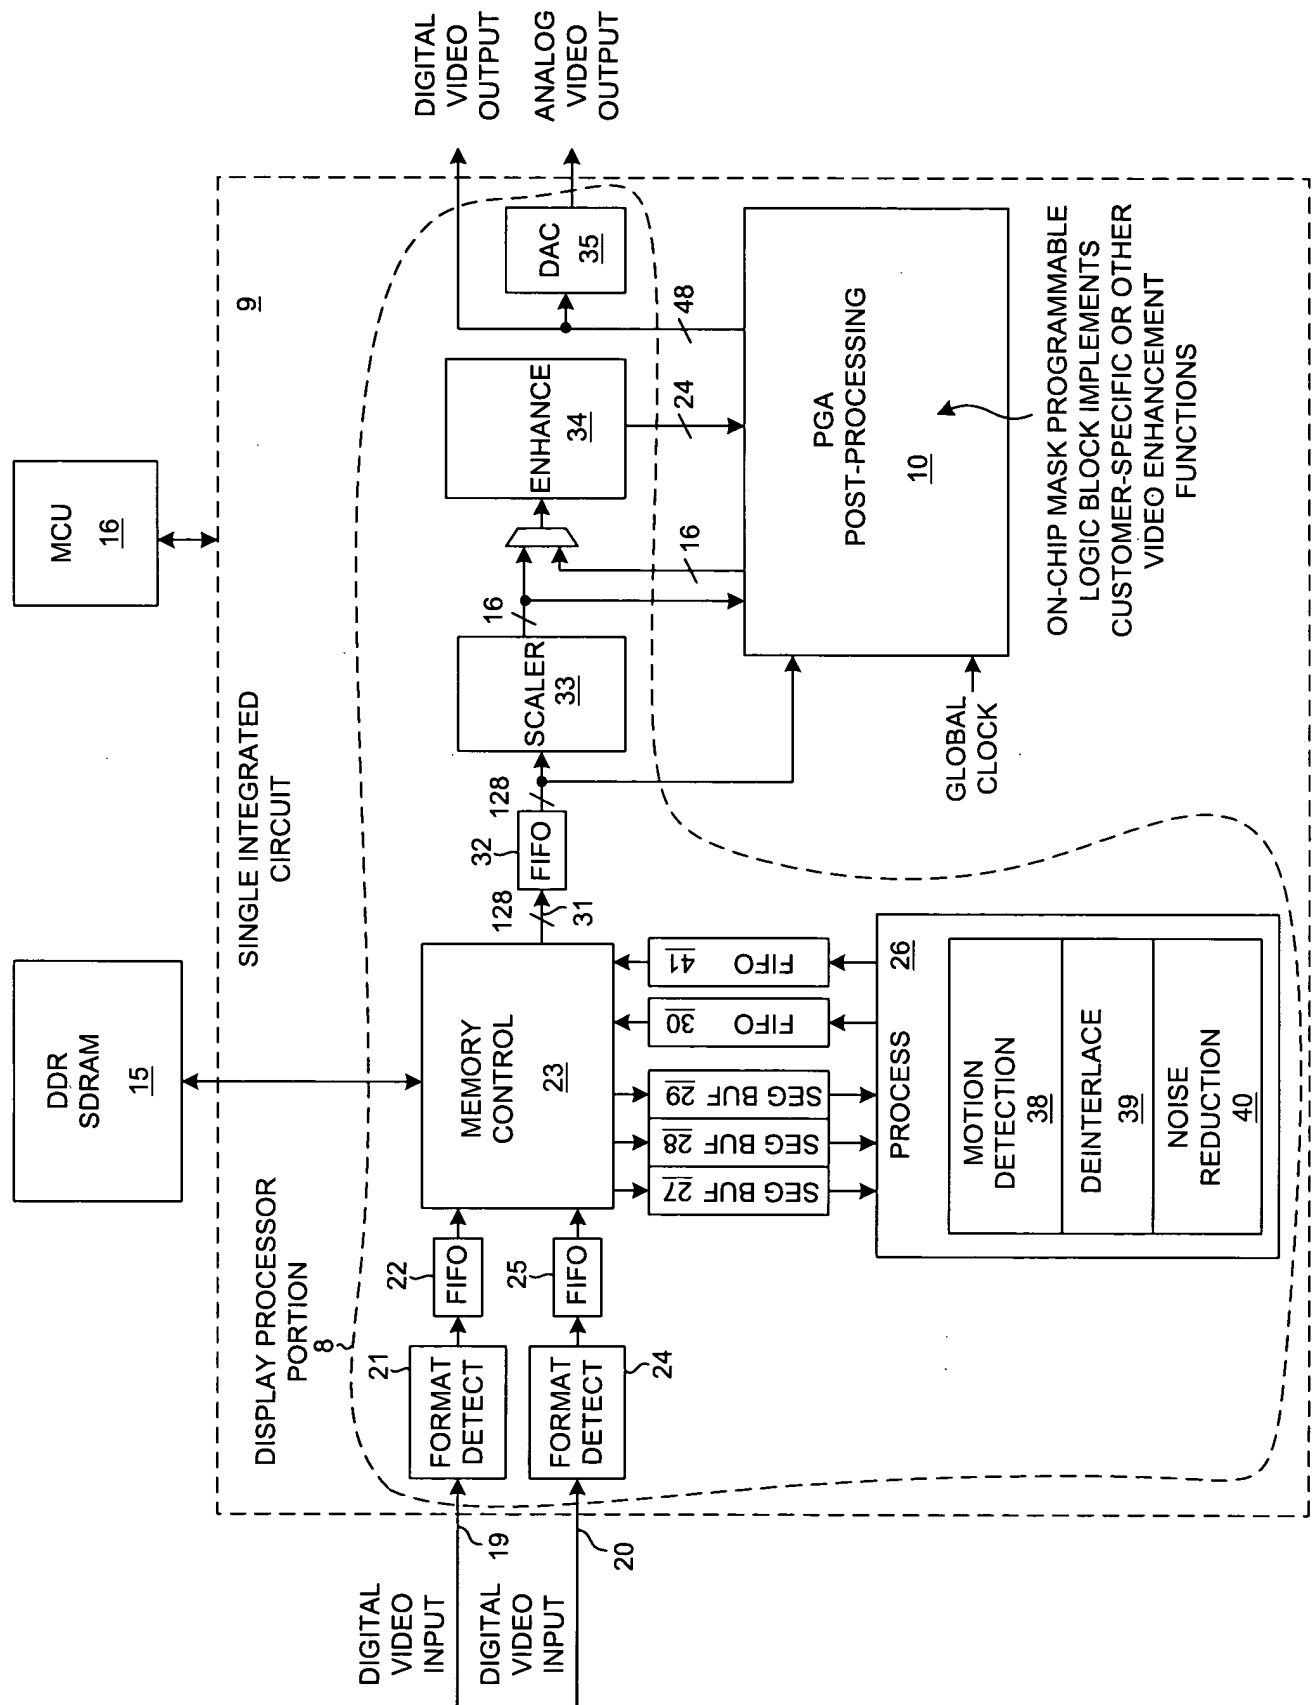 DDR
SDRAM
15
MCU
16
DISPLAY PROCESSOR
PORTION
8
SINGLE INTEGRATED
CIRCUIT
9
DIGITAL
VIDEO
INPUT
19
DIGITAL
VIDEO
INPUT
20
FORMAT
DETECT
21
FORMAT
DETECT
24
FIFO
22
FIFO
25
MEMORY
CONTROL
23
128
31
FIFO
32
128
SCALER
33
16
16
ENHANCE
34
24
48
DAC
35
DIGITAL
VIDEO
OUTPUT
ANALOG
VIDEO
OUTPUT
SEG BUF 27
SEG BUF 28
SEG BUF 29
FIFO 30
FIFO 41
PROCESS
26
MOTION
DETECTION
38
DEINTERLACE
39
NOISE
REDUCTION
40
GLOBAL
CLOCK
PGA
POST-PROCESSING
10
ON-CHIP MASK PROGRAMMABLE
LOGIC BLOCK IMPLEMENTS
CUSTOMER-SPECIFIC OR OTHER
VIDEO ENHANCEMENT
FUNCTIONS